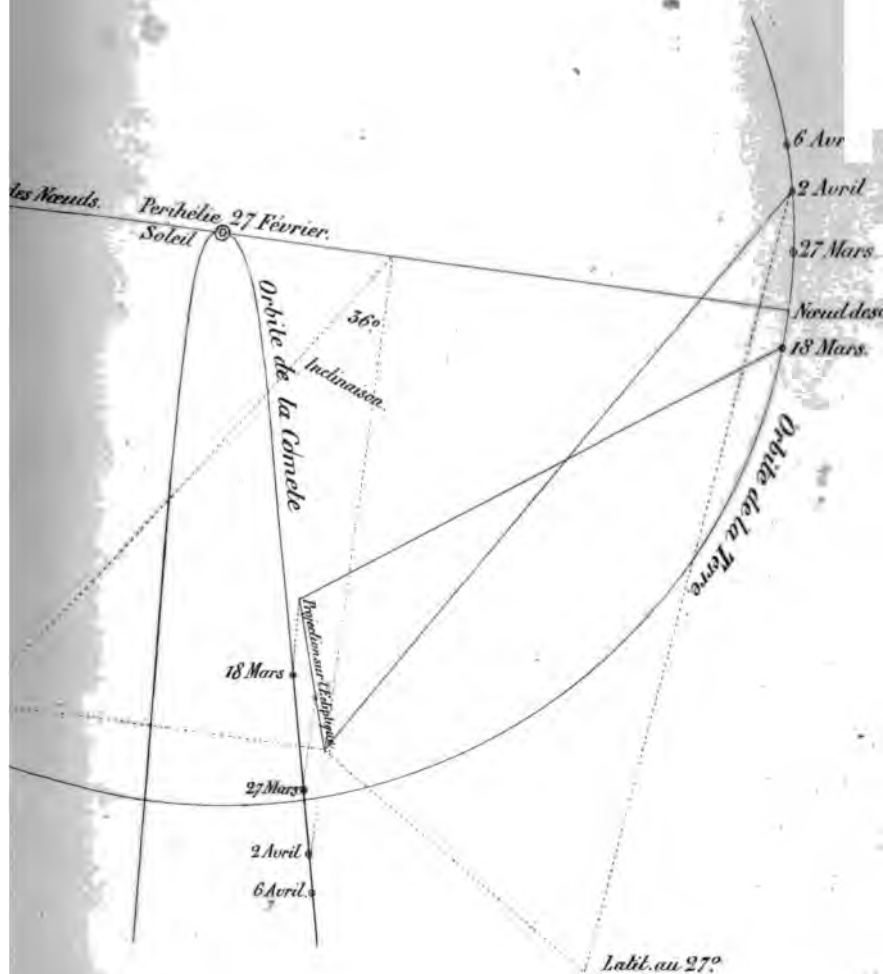 6 Avr
2 Avril
des Nœuds.
Perihélie 27 Février.
Soleil
27 Mars
Nœud desc
18 Mars.
Orbite de la Comete
36°
Inclinaison.
Orbite de la Terre
Projection sur l'Ecliptique
18 Mars
27 Mars
2 Avril
6 Avril.
Latit. au 27°